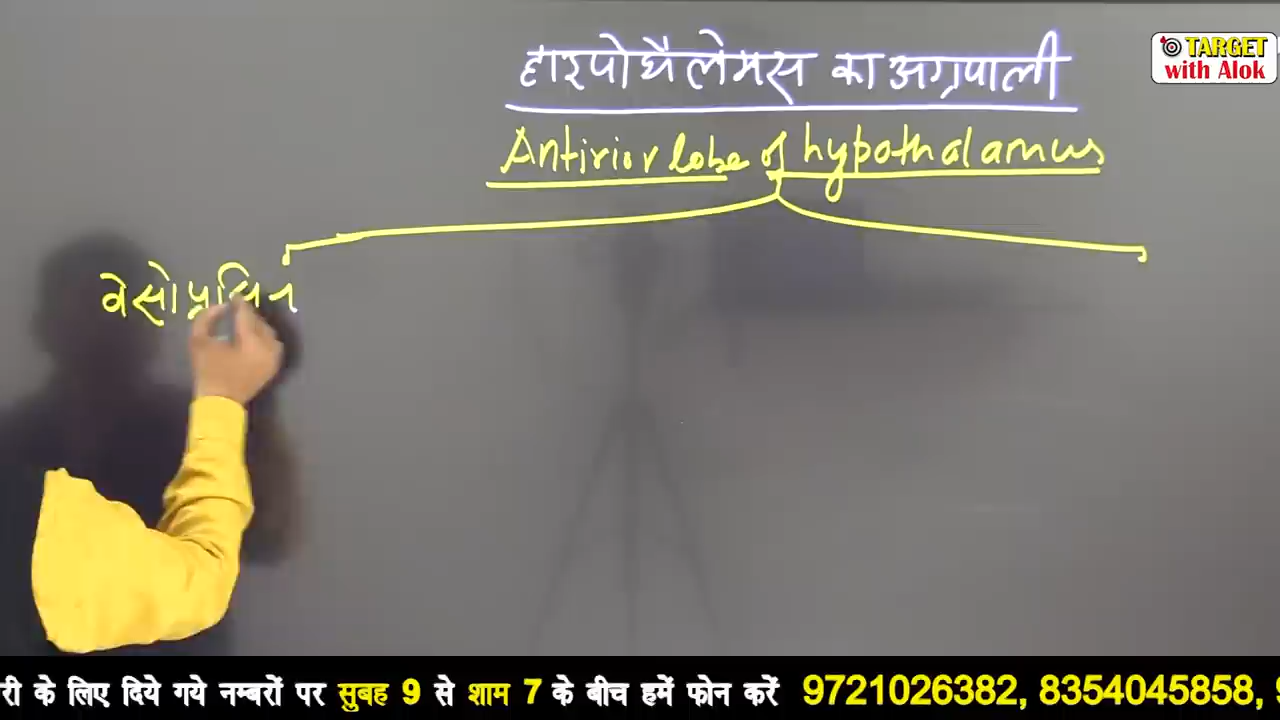 हाइपोथैलेमस का अग्रपाली
TARGET
with Alok
Antirior lobe of hypothalamus
वेसोप्रेसिन
री के लिए दिये गये नम्बरों पर सुबह 9 से शाम 7 के बीच हमें फोन करें 9721026382, 8354045858,